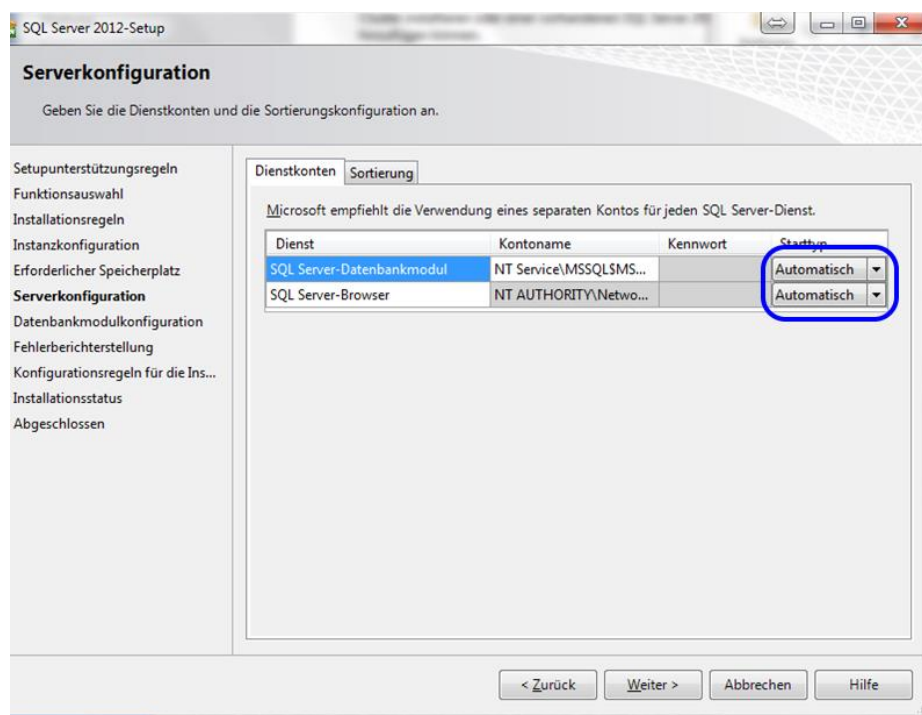 SQL Server 2012-Setup
Serverkonfiguration
Geben Sie die Dienstkonten und die Sortierungskonfiguration an.
Setupunterstützungsregeln
Funktionsauswahl
Installationsregeln
Instanzkonfiguration
Erforderlicher Speicherplatz
Serverkonfiguration
Datenbankmodulkonfiguration
Fehlerberichterstellung
Konfigurationsregeln für die Ins...
Installationsstatus
Abgeschlossen
Dienstkonten Sortierung
Microsoft empfiehlt die Verwendung eines separaten Kontos für jeden SQL Server-Dienst.
Dienst Kontoname Kennwort Starttyp
SQL Server-Datenbankmodul NT Service\MSSQL$MS... Automatisch
SQL Server-Browser NT AUTHORITY\Netwo... Automatisch
< Zurück Weiter > Abbrechen Hilfe